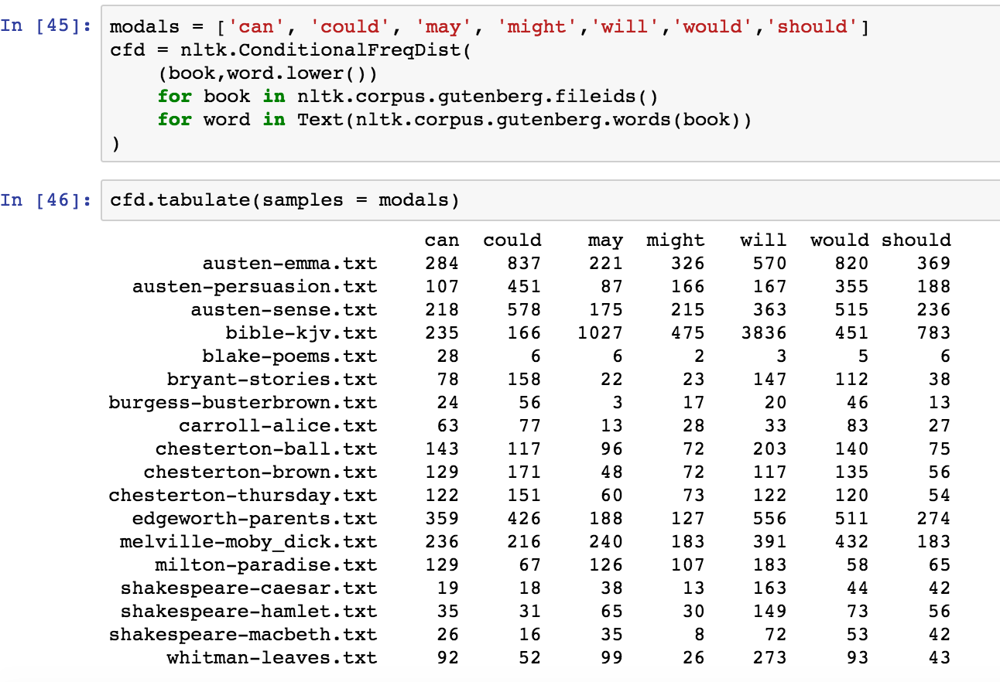 In [45]: modals = ['can', 'could', 'may', 'might','will','would','should']
cfd = nltk.ConditionalFreqDist(
    (book,word.lower())
    for book in nltk.corpus.gutenberg.fileids()
    for word in Text(nltk.corpus.gutenberg.words(book))
)
In [46]: cfd.tabulate(samples = modals)
can could may might will would should
austen-emma.txt 284 837 221 326 570 820 369
austen-persuasion.txt 107 451 87 166 167 355 188
austen-sense.txt 218 578 175 215 363 515 236
bible-kjv.txt 235 166 1027 475 3836 451 783
blake-poems.txt 28 6 6 2 3 5 6
bryant-stories.txt 78 158 22 23 147 112 38
burgess-busterbrown.txt 24 56 3 17 20 46 13
carroll-alice.txt 63 77 13 28 33 83 27
chesterton-ball.txt 143 117 96 72 203 140 75
chesterton-brown.txt 129 171 48 72 117 135 56
chesterton-thursday.txt 122 151 60 73 122 120 54
edgeworth-parents.txt 359 426 188 127 556 511 274
melville-moby_dick.txt 236 216 240 183 391 432 183
milton-paradise.txt 129 67 126 107 183 58 65
shakespeare-caesar.txt 19 18 38 13 163 44 42
shakespeare-hamlet.txt 35 31 65 30 149 73 56
shakespeare-macbeth.txt 26 16 35 8 72 53 42
whitman-leaves.txt 92 52 99 26 273 93 43